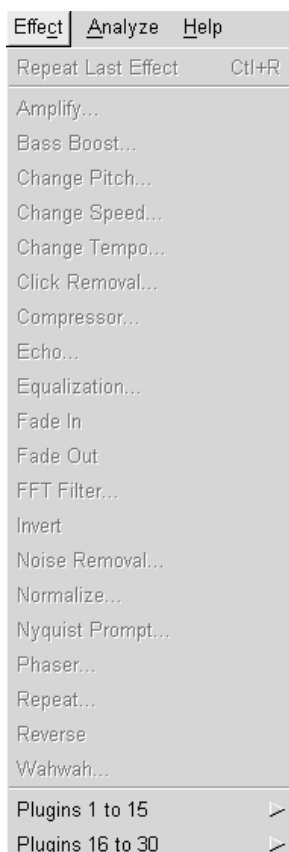 Effect Analyze Help
Repeat Last Effect Ctl+R
Amplify...
Bass Boost...
Change Pitch...
Change Speed...
Change Tempo...
Click Removal...
Compressor...
Echo...
Equalization...
Fade In
Fade Out
FFT Filter...
Invert
Noise Removal...
Normalize...
Nyquist Prompt...
Phaser...
Repeat...
Reverse
Wahwah...
Plugins 1 to 15
Plugins 16 to 30